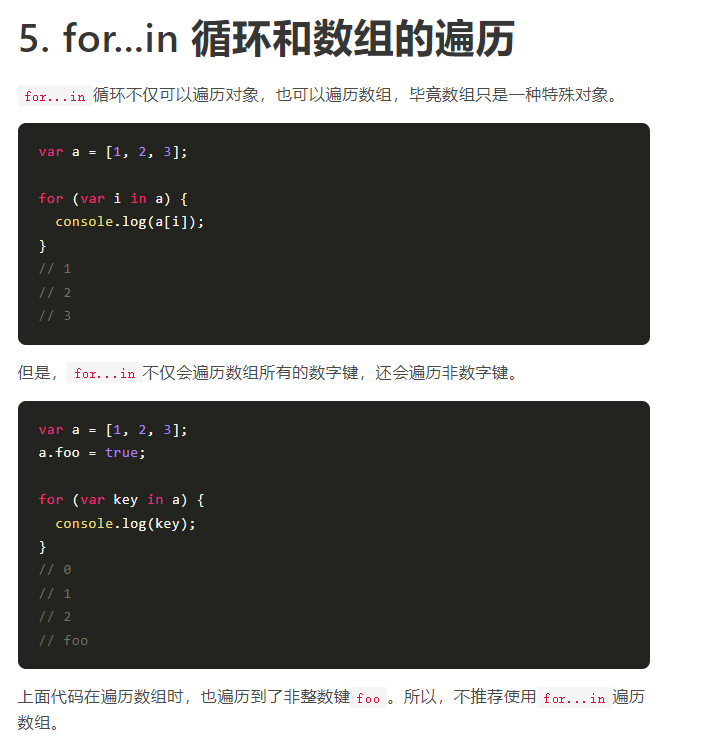 5. for...in 循环和数组的遍历
for...in 循环不仅可以遍历对象，也可以遍历数组，毕竟数组只是一种特殊对象。
var a = [1, 2, 3];
for (var i in a) {
  console.log(a[i]);
}
// 1
// 2
// 3
但是，for...in 不仅会遍历数组所有的数字键，还会遍历非数字键。
var a = [1, 2, 3];
a.foo = true;
for (var key in a) {
  console.log(key);
}
// 0
// 1
// 2
// foo
上面代码在遍历数组时，也遍历到了非整数键 foo 。所以，不推荐使用 for...in 遍历
数组。